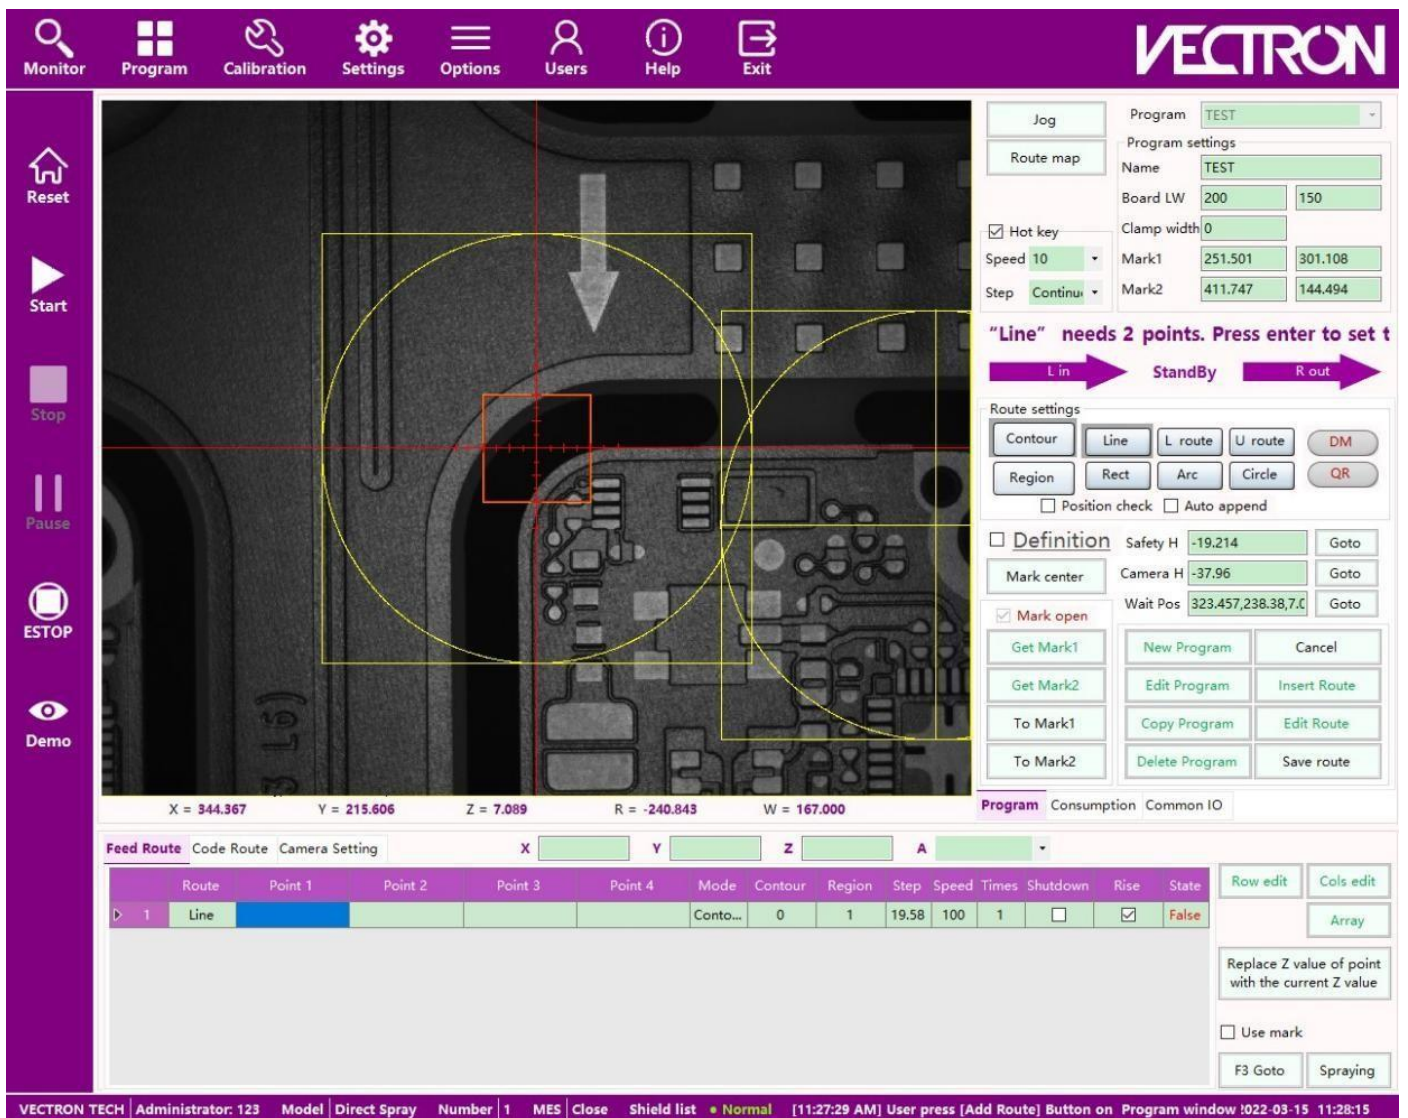 Monitor Program Calibration Settings Options Users Help Exit
VECTRON
Reset
Start
Stop
Pause
ESTOP
Demo
Jog
Route map
Program TEST
Program settings
Name TEST
Board LW 200 150
Clamp width 0
Mark1 251.501 301.108
Mark2 411.747 144.494
Hot key
Speed 10
Step Continu
"Line" needs 2 points. Press enter to set t
L in StandBy R out
Route settings
Contour Line L route U route DM
Region Rect Arc Circle QR
Position check Auto append
Definition
Safety H -19.214 Goto
Camera H -37.96 Goto
Wait Pos 323.457,238.38,7.0 Goto
Mark center
Mark open
Get Mark1 New Program Cancel
Get Mark2 Edit Program Insert Route
To Mark1 Copy Program Edit Route
To Mark2 Delete Program Save route
Program Consumption Common IO
X = 344.367 Y = 215.606 Z = 7.089 R = -240.843 W = 167.000
Feed Route Code Route Camera Setting X Y Z A
Route Point 1 Point 2 Point 3 Point 4 Mode Contour Region Step Speed Times Shutdown Rise State
1 Line Conto... 0 1 19.58 100 1 False
Row edit Cols edit
Array
Replace Z value of point
with the current Z value
Use mark
F3 Goto Spraying
VECTRON TECH Administrator: 123 Model Direct Spray Number 1 MES Close Shield list Normal [11:27:29 AM] User press [Add Route] Button on Program window 2022-03-15 11:28:15